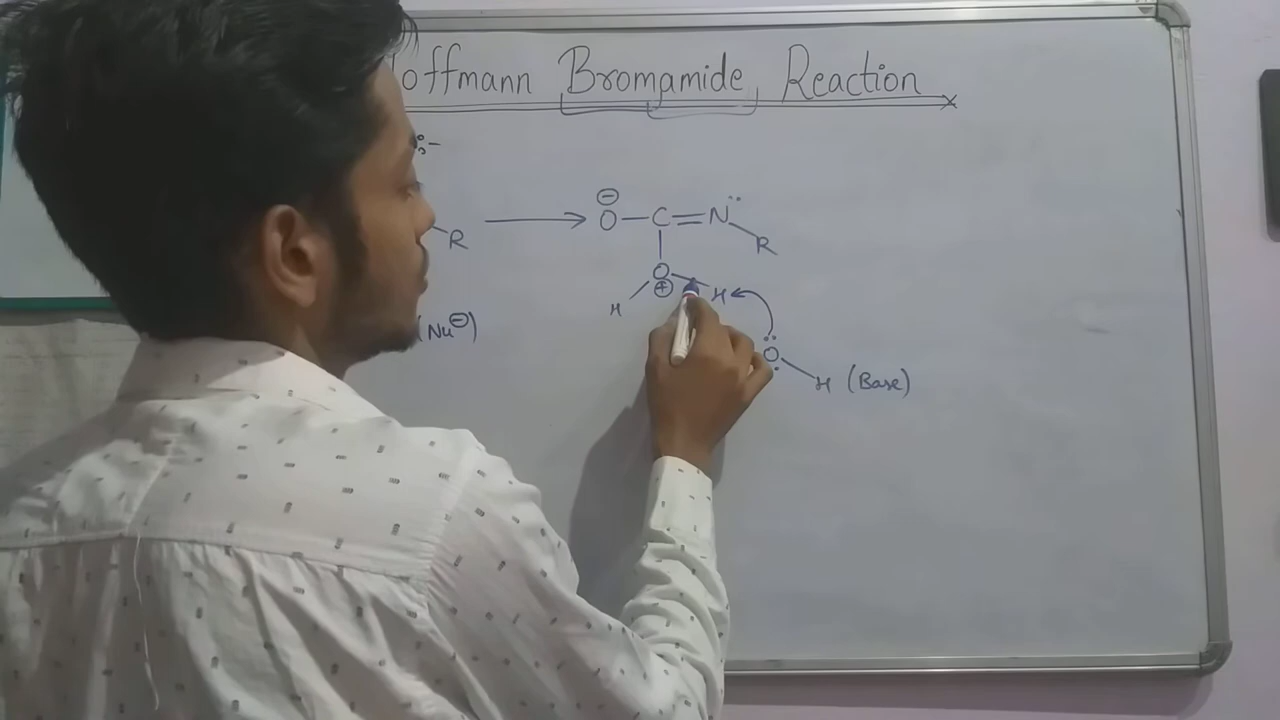 offmann Bromamide Reaction
⊖
O—C=N̈
R
R
O
⊕
H
H
(Nu⊖)
:O
H (Base)